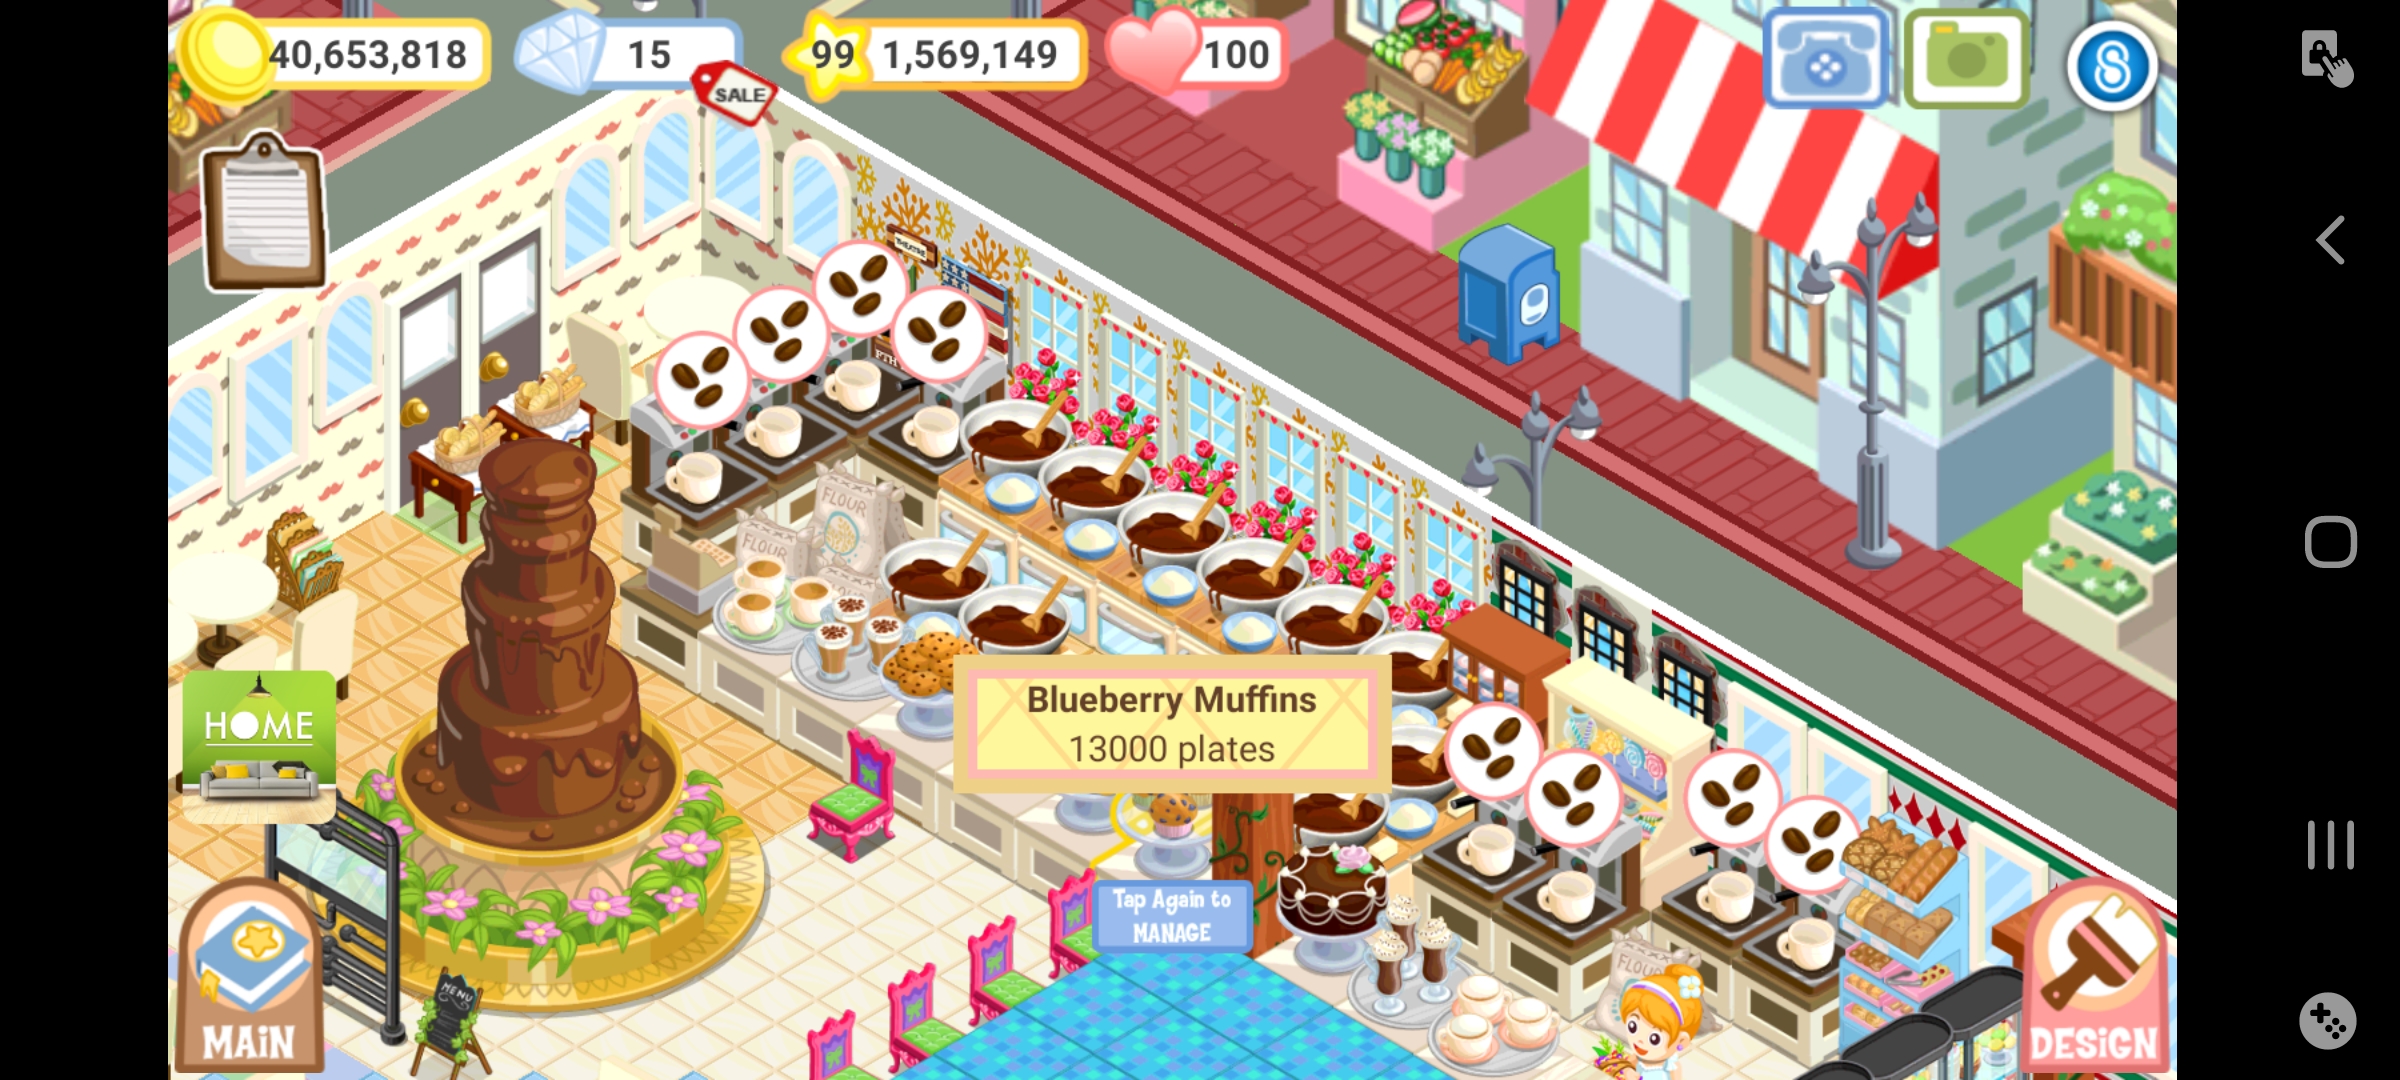 40,653,818
15
SALE
99
1,569,149
100
THEATRE
FLOUR
FLOUR
HOME
Blueberry Muffins
13000 plates
Tap Again to
MANAGE
MENU
FLOUR
MAiN
DESiGN